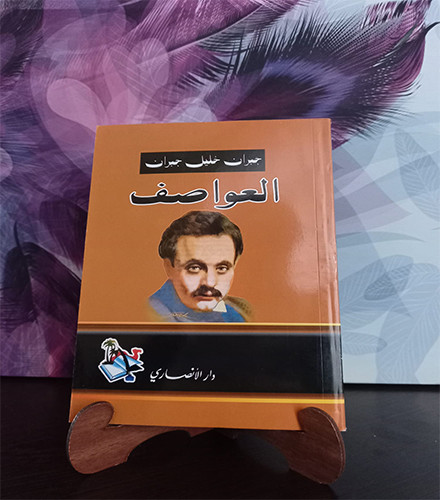 جبران خليل جبران
العواصف
دار الأنصاري